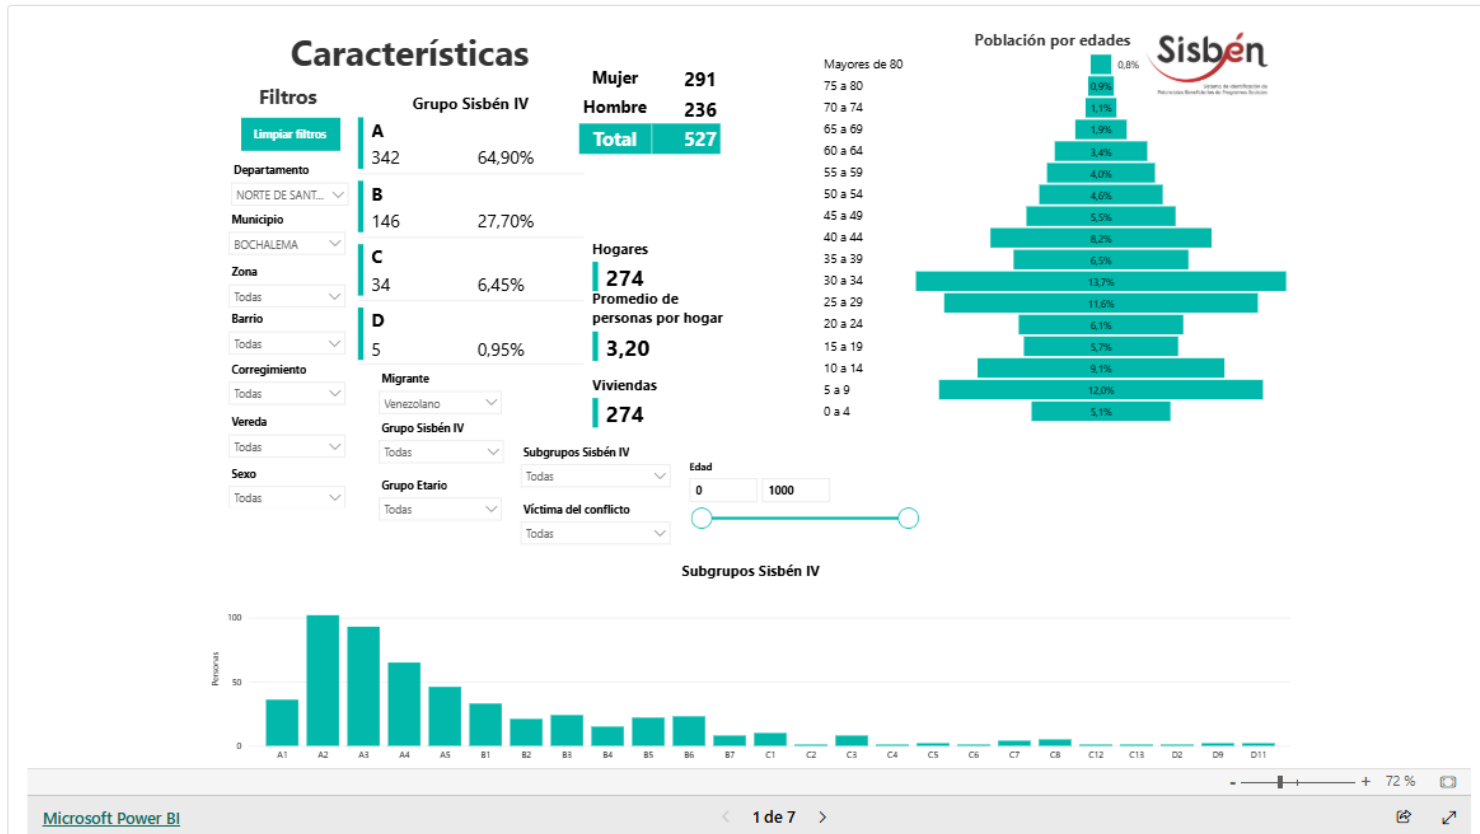 Características
Filtros
Limpiar filtros
Departamento
NORTE DE SANT...
Municipio
BOCHALEMA
Zona
Todas
Barrio
Todas
Corregimiento
Todas
Vereda
Todas
Sexo
Todas
Grupo Sisbén IV
A
342 64,90%
B
146 27,70%
C
34 6,45%
D
5 0,95%
Migrante
Venezolano
Grupo Sisbén IV
Todas
Grupo Etario
Todas
Mujer 291
Hombre 236
Total 527
Hogares
274
Promedio de
personas por hogar
3,20
Viviendas
274
Subgrupos Sisbén IV
Todas
Víctima del conflicto
Todas
Edad
0 1000
Población por edades
Sisbén
Sistema de Identificación de
Potenciales Beneficiarios de Programas Sociales
Mayores de 80 0,8%
75 a 80 0,9%
70 a 74 1,1%
65 a 69 1,9%
60 a 64 3,4%
55 a 59 4,0%
50 a 54 4,6%
45 a 49 5,5%
40 a 44 8,2%
35 a 39 6,5%
30 a 34 13,7%
25 a 29 11,6%
20 a 24 6,1%
15 a 19 5,7%
10 a 14 9,1%
5 a 9 12,0%
0 a 4 5,1%
Subgrupos Sisbén IV
Personas
100
50
0
A1 A2 A3 A4 A5 B1 B2 B3 B4 B5 B6 B7 C1 C2 C3 C4 C5 C6 C7 C8 C12 C13 D2 D9 D11
- + 72 %
Microsoft Power BI
1 de 7